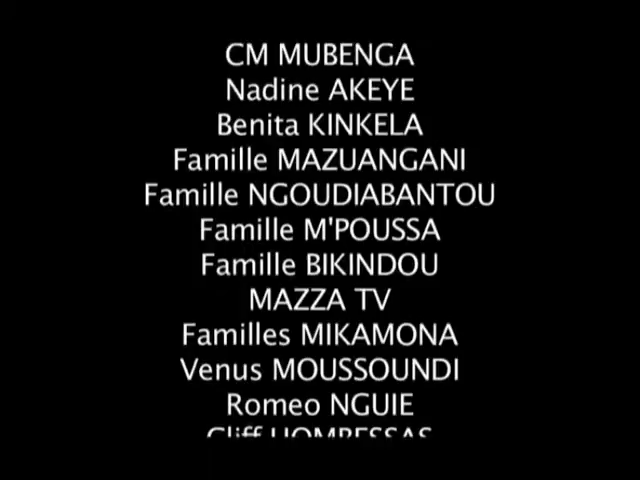 CM MUBENGA
Nadine AKEYE
Benita KINKELA
Famille MAZUANGANI
Famille NGOUDIABANTOU
Famille M'POUSSA
Famille BIKINDOU
MAZZA TV
Familles MIKAMONA
Venus MOUSSOUNDI
Romeo NGUIE
Cliff